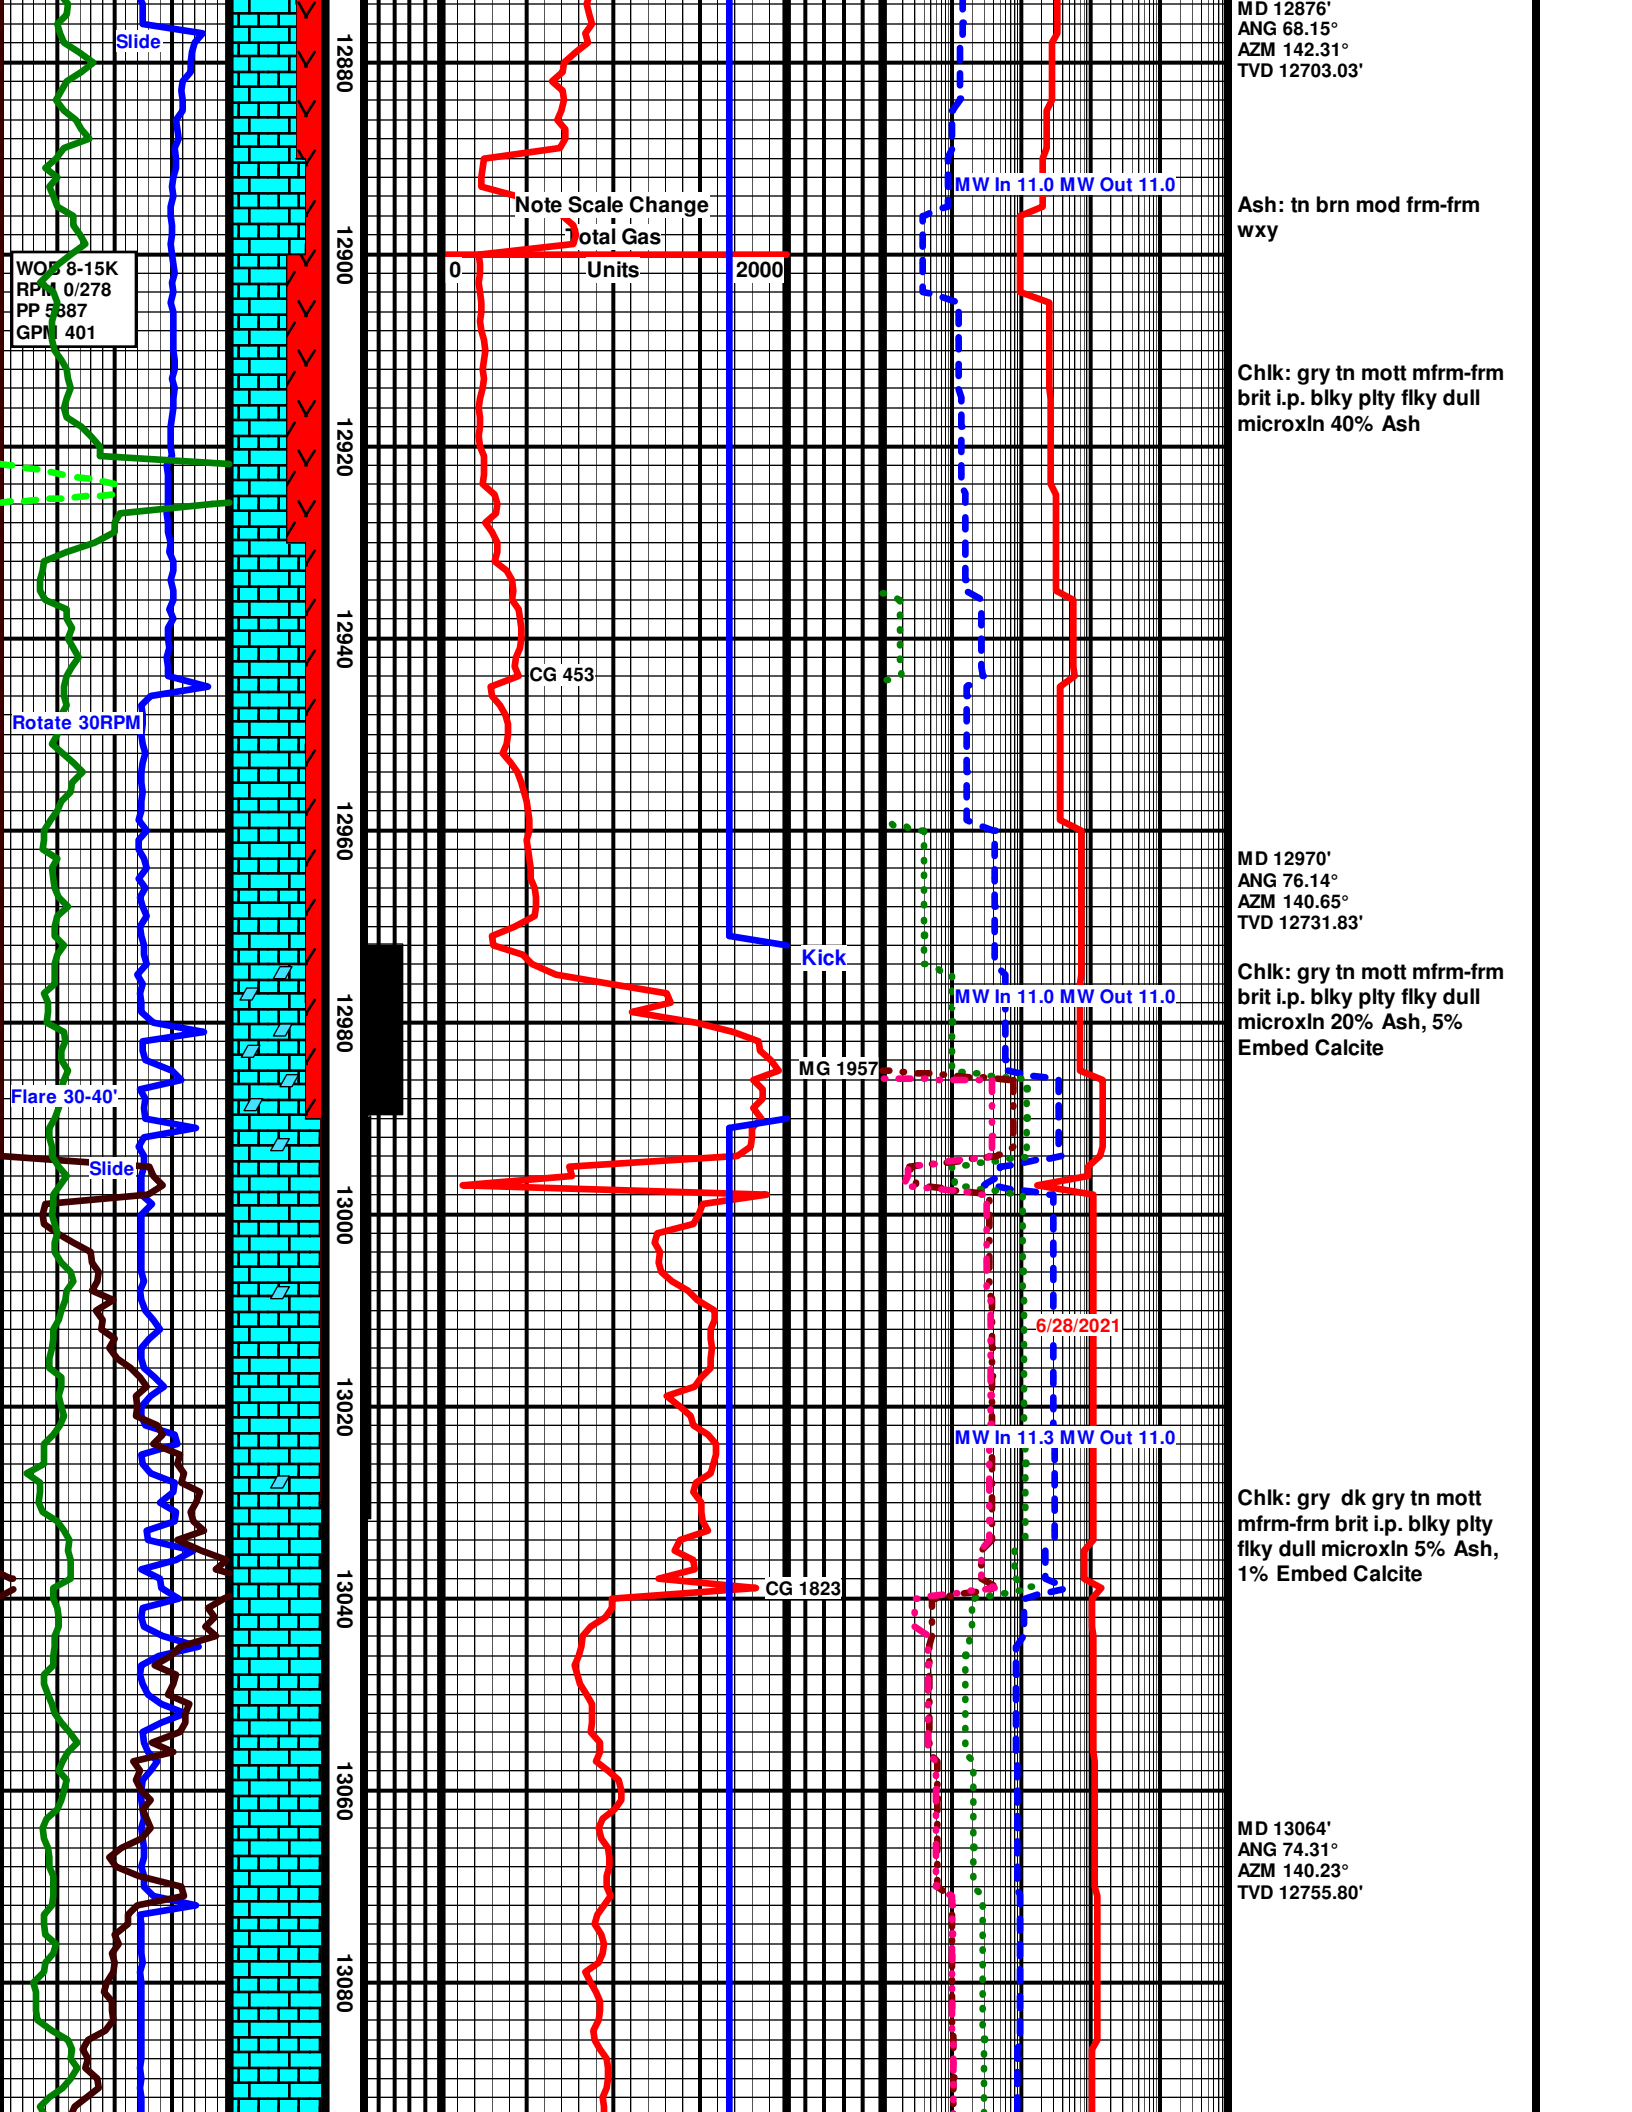 MD 12876'
ANG 68.15°
AZM 142.31°
TVD 12703.03'
Slide
12880
MW In 11.0 MW Out 11.0
Note Scale Change
Ash: tn brn mod frm-frm
wxy
Total Gas
0 Units 2000
12900
WOB 8-15K
RPM 0/278
PP 5887
GPM 401
Chlk: gry tn mott mfrm-frm
brit i.p. blky plty flky dull
microxln 40% Ash
12920
12940
CG 453
Rotate 30RPM
12960
MD 12970'
ANG 76.14°
AZM 140.65°
TVD 12731.83'
Kick
Chlk: gry tn mott mfrm-frm
brit i.p. blky plty flky dull
microxln 20% Ash, 5%
Embed Calcite
MW In 11.0 MW Out 11.0
12980
MG 1957
Flare 30-40'
Slide
13000
6/28/2021
13020
MW In 11.3 MW Out 11.0
Chlk: gry dk gry tn mott
mfrm-frm brit i.p. blky plty
flky dull microxln 5% Ash,
1% Embed Calcite
CG 1823
13040
13060
MD 13064'
ANG 74.31°
AZM 140.23°
TVD 12755.80'
13080